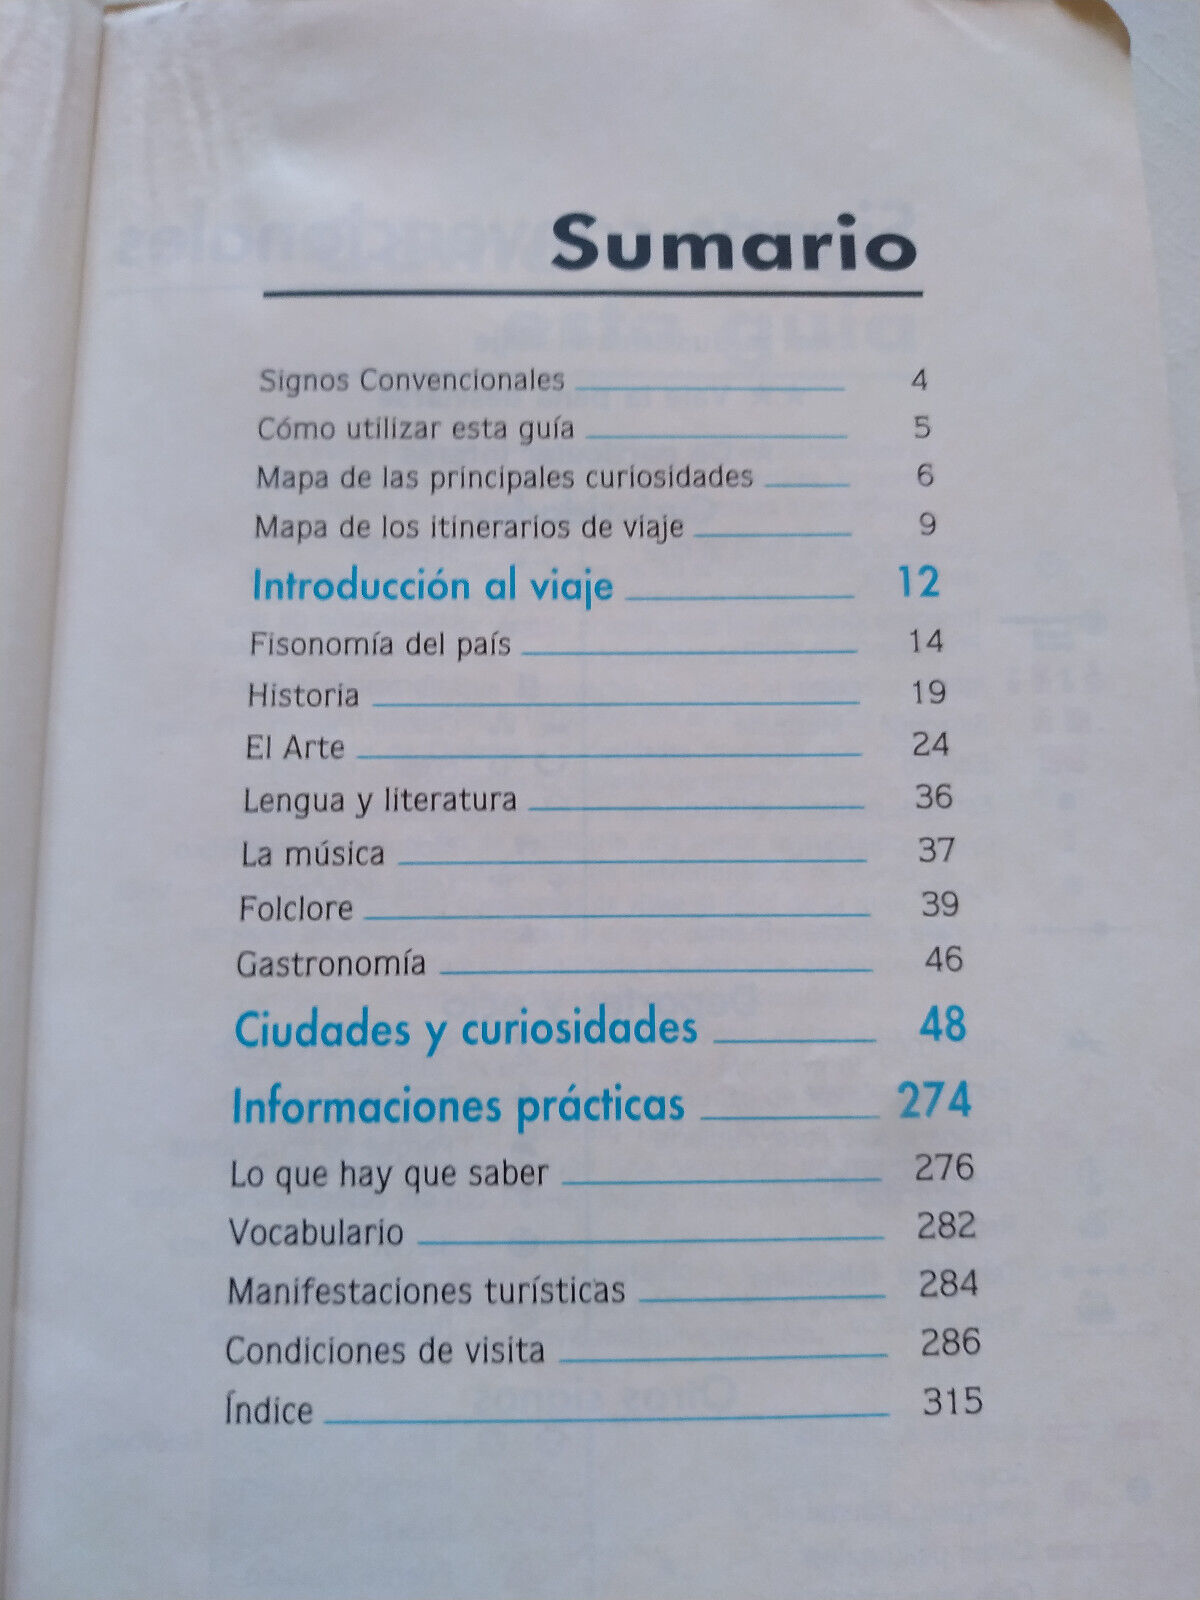 Sumario
Signos Convencionales 4
Cómo utilizar esta guía 5
Mapa de las principales curiosidades 6
Mapa de los itinerarios de viaje 9
Introducción al viaje 12
Fisonomía del país 14
Historia 19
El Arte 24
Lengua y literatura 36
La música 37
Folclore 39
Gastronomía 46
Ciudades y curiosidades 48
Informaciones prácticas 274
Lo que hay que saber 276
Vocabulario 282
Manifestaciones turísticas 284
Condiciones de visita 286
Índice 315